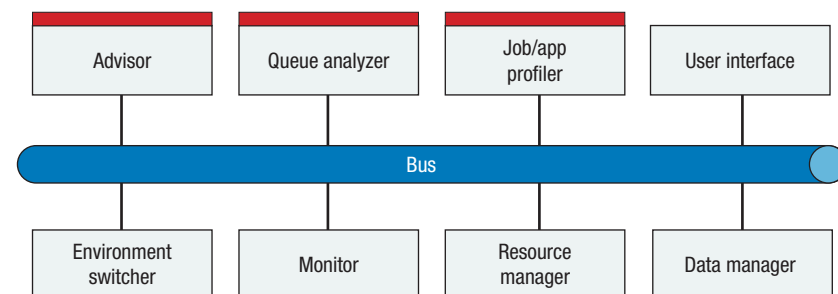 Advisor
Queue analyzer
Job/app
profiler
User interface
Bus
Environment
switcher
Monitor
Resource
manager
Data manager